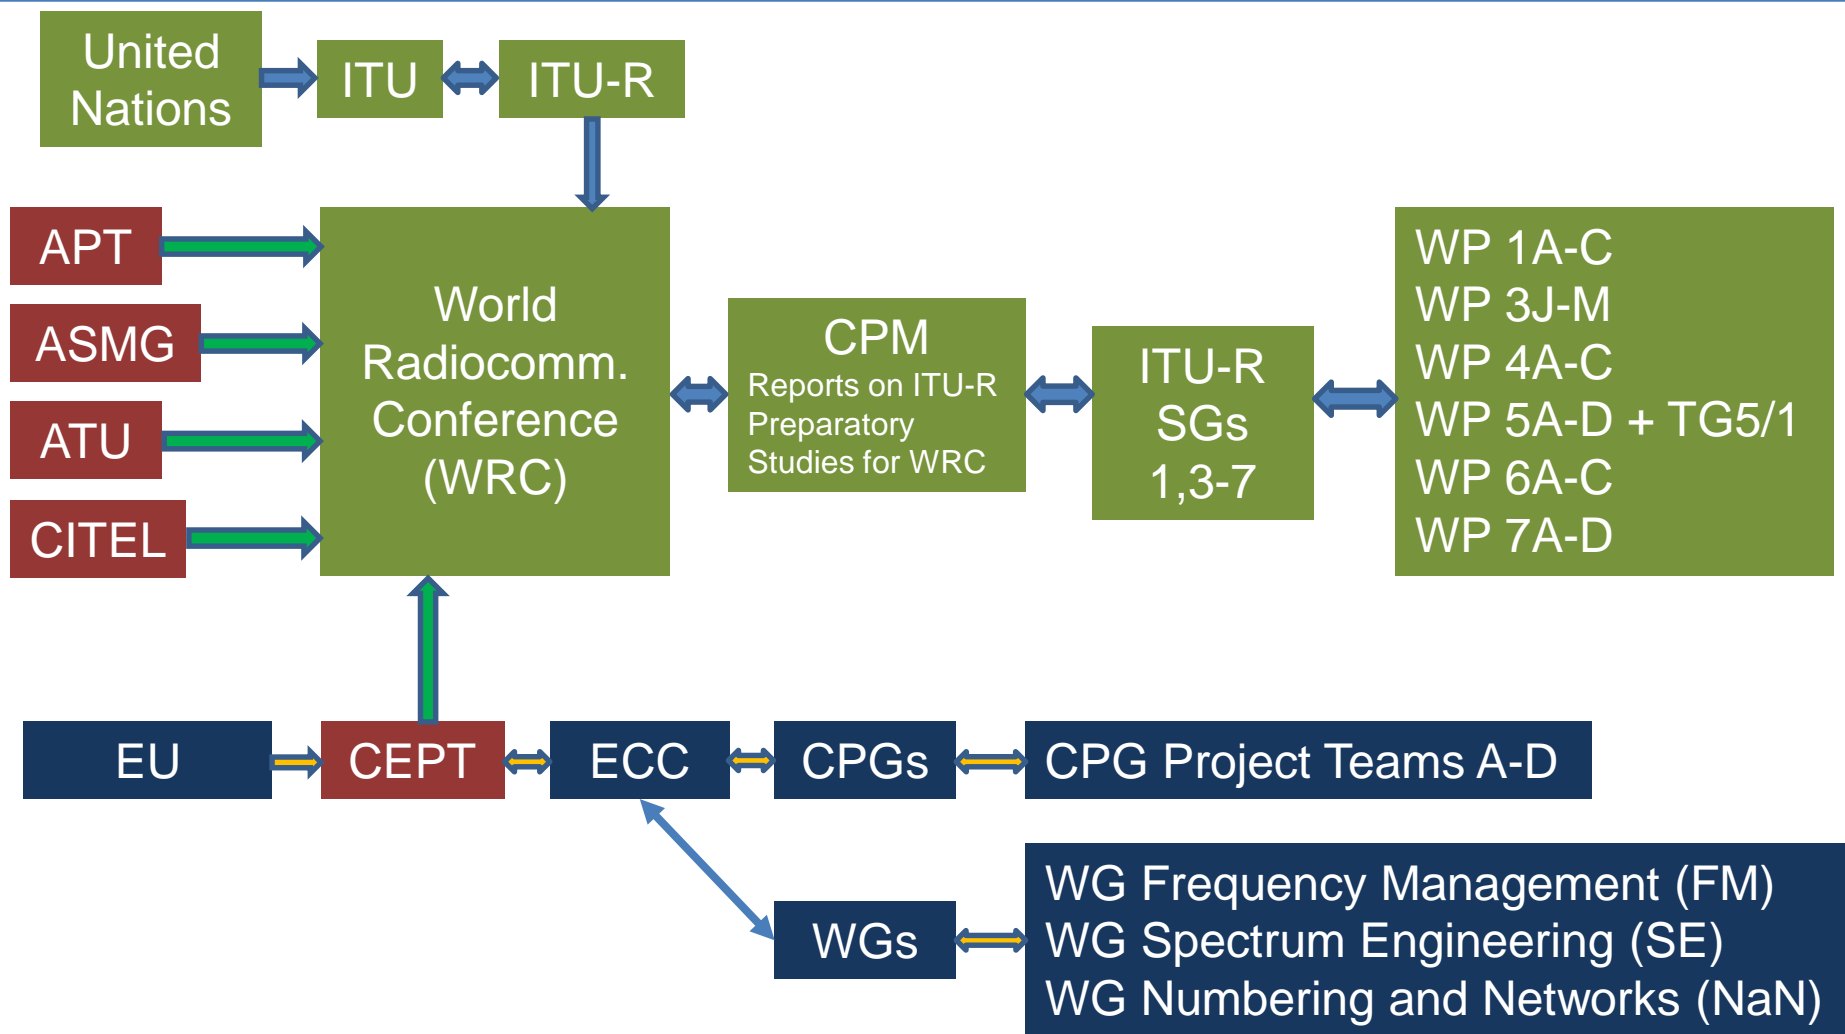 United
Nations
ITU
ITU-R
APT
ASMG
ATU
CITEL
World
Radiocomm.
Conference
(WRC)
CPM
Reports on ITU-R
Preparatory
Studies for WRC
ITU-R
SGs
1,3-7
WP 1A-C
WP 3J-M
WP 4A-C
WP 5A-D + TG5/1
WP 6A-C
WP 7A-D
EU
CEPT
ECC
CPGs
CPG Project Teams A-D
WGs
WG Frequency Management (FM)
WG Spectrum Engineering (SE)
WG Numbering and Networks (NaN)